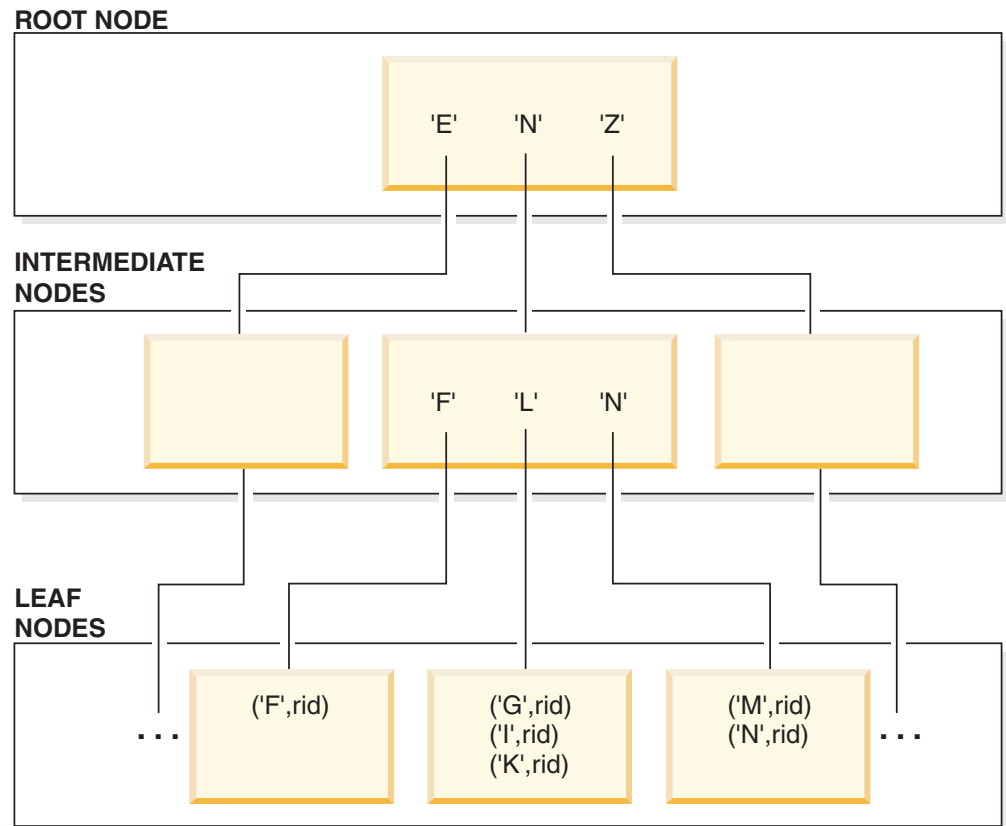 ROOT NODE
'E' 'N' 'Z'
INTERMEDIATE
NODES
'F' 'L' 'N'
LEAF
NODES
('F',rid) ('G',rid) ('M',rid)
('I',rid) ('N',rid)
. . . . . .
('K',rid)